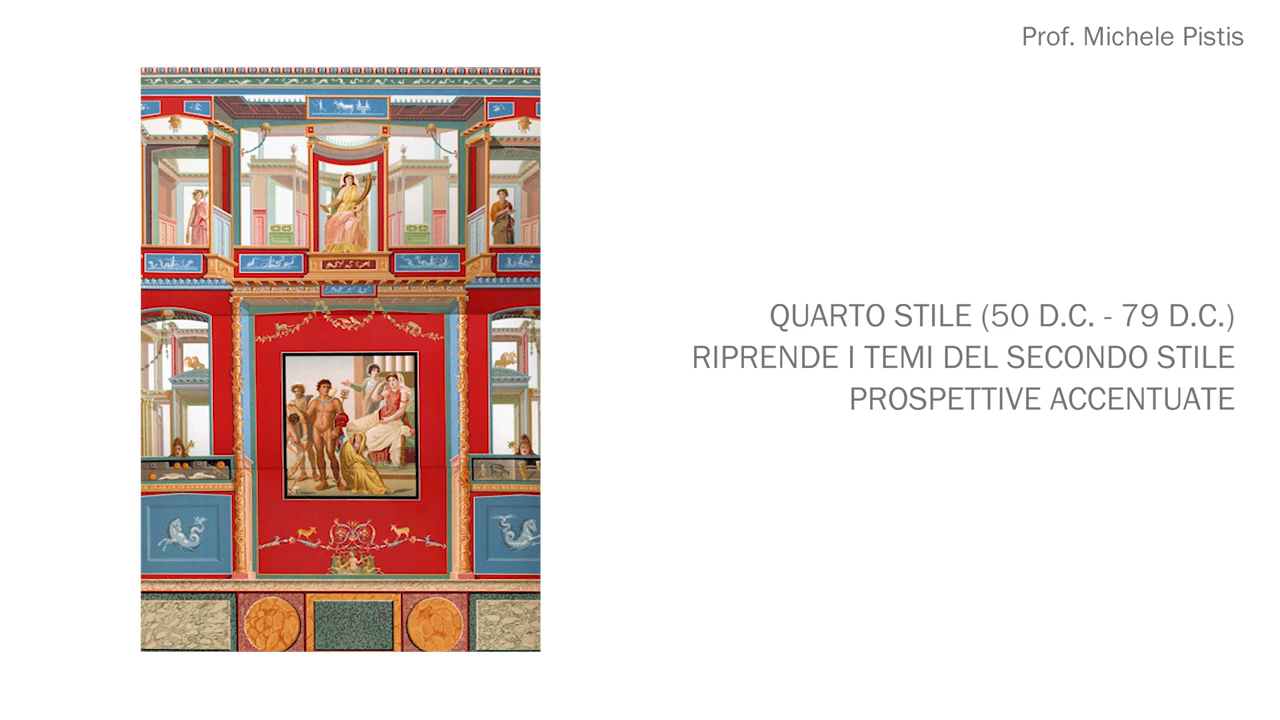 Prof. Michele Pistis
QUARTO STILE (50 D.C. - 79 D.C.)
RIPRENDE I TEMI DEL SECONDO STILE
PROSPETTIVE ACCENTUATE